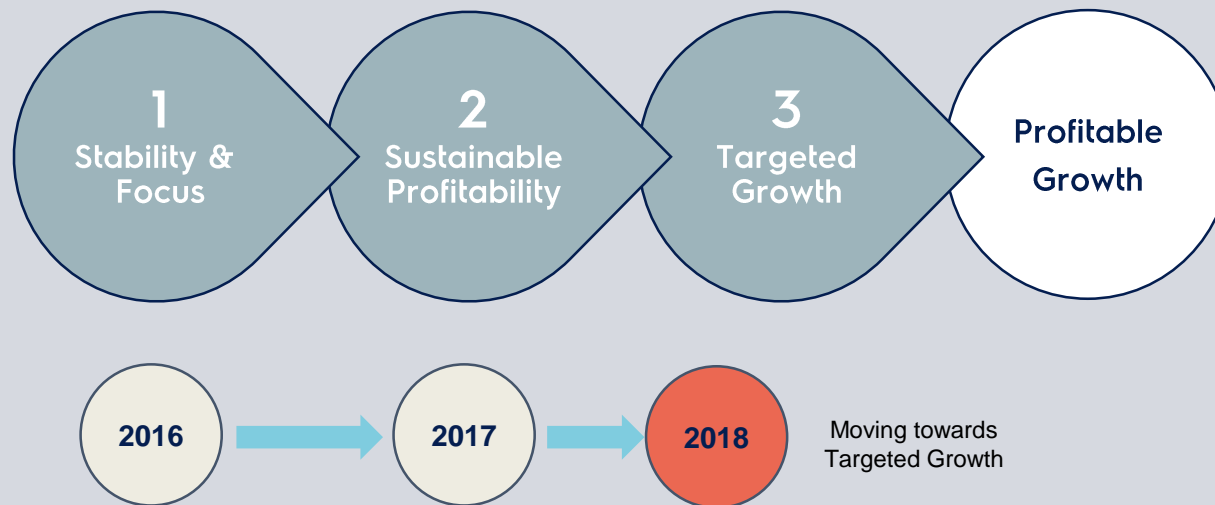 1
Stability &
Focus
2
Sustainable
Profitability
3
Targeted
Growth
Profitable
Growth
2016
2017
2018
Moving towards
Targeted Growth